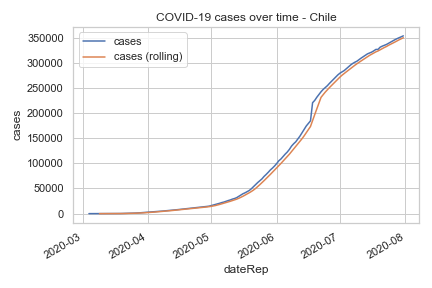 COVID-19 cases over time - Chile
cases
cases (rolling)
350000
300000
250000
200000
150000
100000
50000
0
cases
2020-03
2020-04
2020-05
2020-06
2020-07
2020-08
dateRep